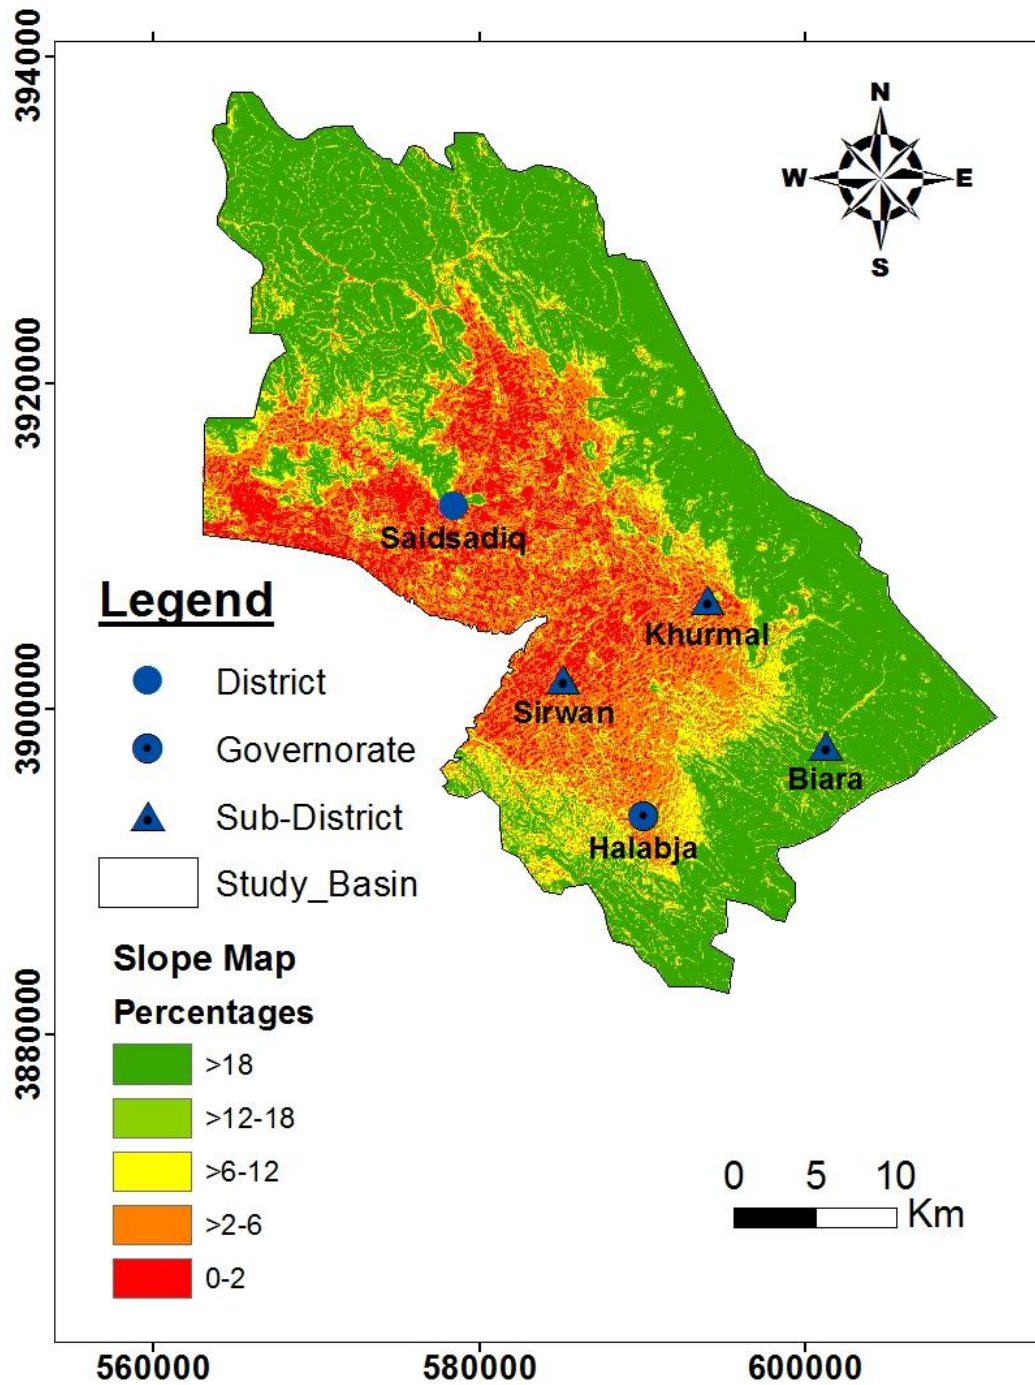 3940000
3920000
3900000
3880000
N
W
E
S
Saidsadiq
Khurmal
Sirwan
Biara
Halabja
Legend
District
Governorate
Sub-District
Study_Basin
Slope Map
Percentages
>18
>12-18
>6-12
>2-6
0-2
0 5 10
Km
560000 580000 600000